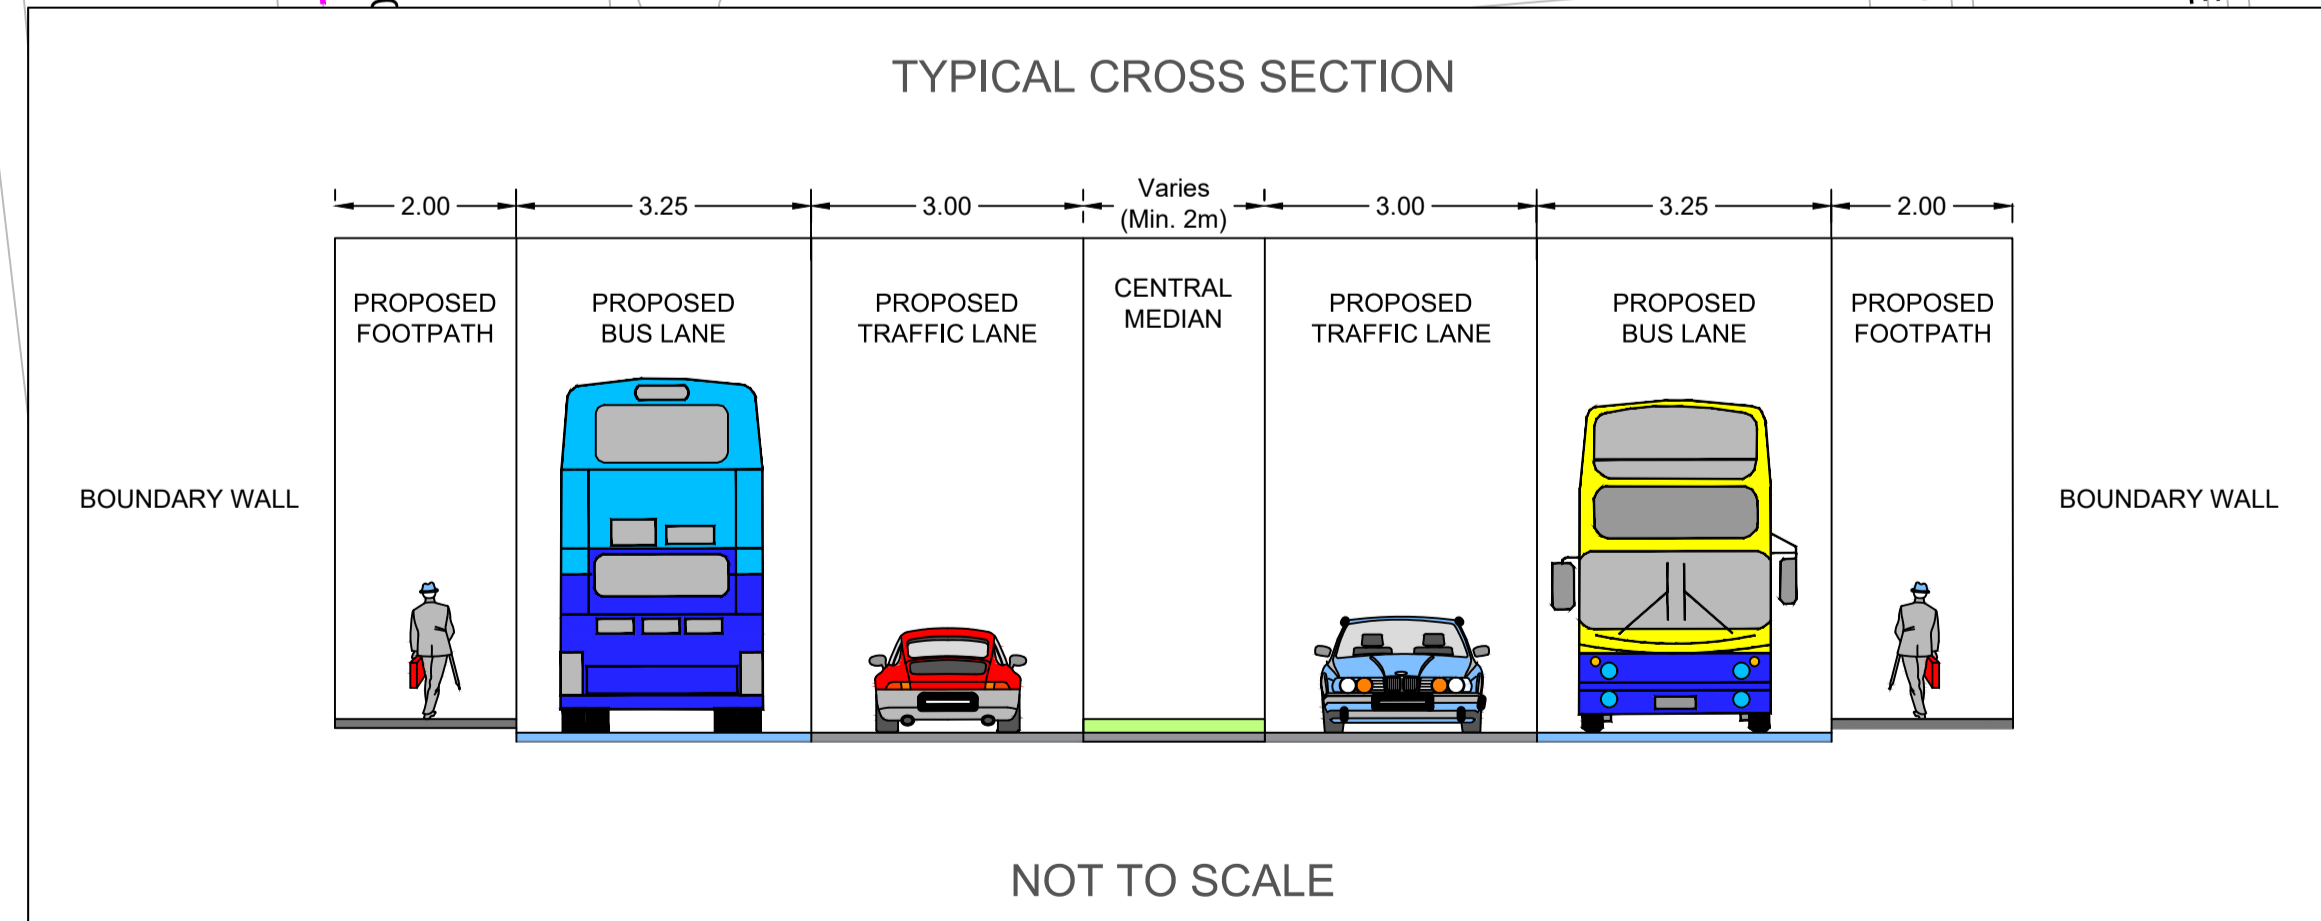 TYPICAL CROSS SECTION
2.00 3.25 3.00 Varies (Min. 2m) 3.00 3.25 2.00
PROPOSED FOOTPATH
PROPOSED BUS LANE
PROPOSED TRAFFIC LANE
CENTRAL MEDIAN
PROPOSED TRAFFIC LANE
PROPOSED BUS LANE
PROPOSED FOOTPATH
BOUNDARY WALL
BOUNDARY WALL
NOT TO SCALE